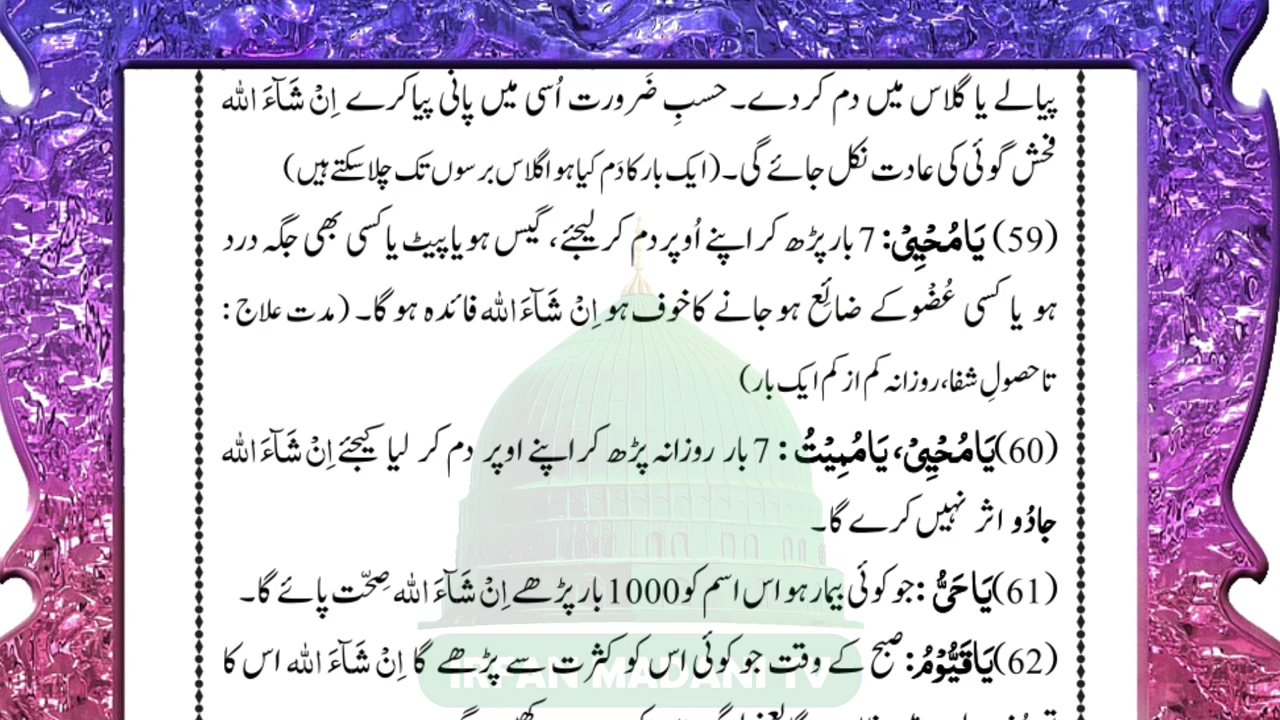 پیالے یا گلاس میں دم کر دے۔ حسبِ ضَرورت اُسی میں پانی پیا کرے اِنْ شَآءَ الله
فحش گوئی کی عادت نکل جائے گی۔ (ایک بار کا دَم کیا ہوا گلاس برسوں تک چلا سکتے ہیں)
(59) یَامُحْیِیْ: 7 بار پڑھ کر اپنے اُوپر دم کر لیجئے، گیس ہو یا پیٹ یا کسی بھی جگہ درد
ہو یا کسی عُضْو کے ضائع ہو جانے کا خوف ہو اِنْ شَآءَ الله فائدہ ہو گا۔ (مدت علاج:
تا حصولِ شفا، روزانہ کم از کم ایک بار)
(60) یَامُحْیِیْ، یَامُمِیْتُ: 7 بار روزانہ پڑھ کر اپنے اوپر دم کر لیا کیجئے اِنْ شَآءَ الله
جادُو اثر نہیں کرے گا۔
(61) یَاحَیُّ: جو کوئی بیمار ہو اس اسم کو 1000 بار پڑھے اِنْ شَآءَ الله صِحّت پائے گا۔
(62) یَاقَیُّوْمُ: صبح کے وقت جو کوئی اس کو کثرت سے پڑھے گا اِنْ شَآءَ الله اس کا
IRFAN MADANI TV